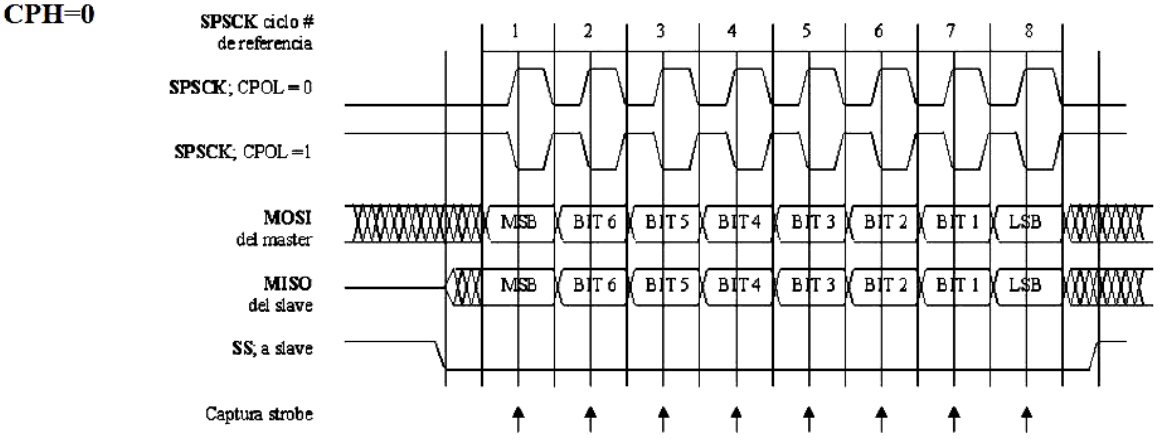 CPH=0
SPSCK ciclo #
de referencia
1 2 3 4 5 6 7 8
SPSCK; CPOL = 0
SPSCK; CPOL =1
MOSI
del master
MSB BIT 6 BIT 5 BIT 4 BIT 3 BIT 2 BIT 1 LSB
MISO
del slave
MSB BIT 6 BIT 5 BIT 4 BIT 3 BIT 2 BIT 1 LSB
SS; a slave
Captura strobe